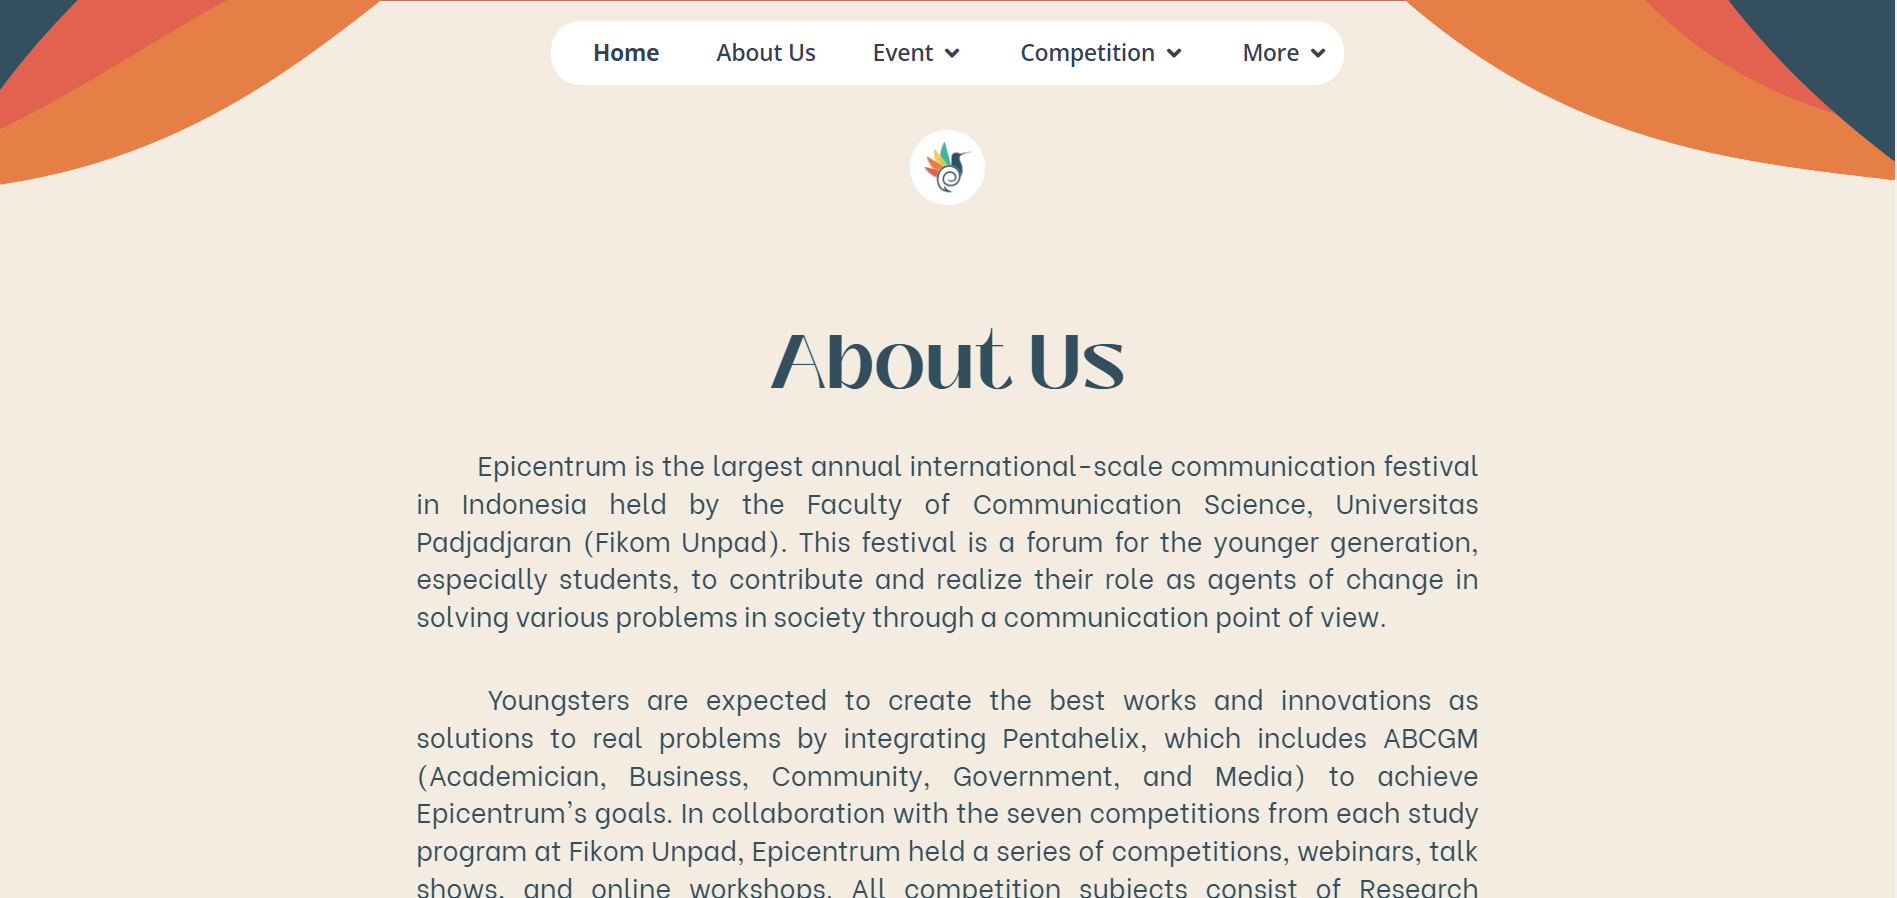 Home About Us Event Competition More
About Us
Epicentrum is the largest annual international-scale communication festival
in Indonesia held by the Faculty of Communication Science, Universitas
Padjadjaran (Fikom Unpad). This festival is a forum for the younger generation,
especially students, to contribute and realize their role as agents of change in
solving various problems in society through a communication point of view.
Youngsters are expected to create the best works and innovations as
solutions to real problems by integrating Pentahelix, which includes ABCGM
(Academician, Business, Community, Government, and Media) to achieve
Epicentrum's goals. In collaboration with the seven competitions from each study
program at Fikom Unpad, Epicentrum held a series of competitions, webinars, talk
shows, and online workshops. All competition subjects consist of Research